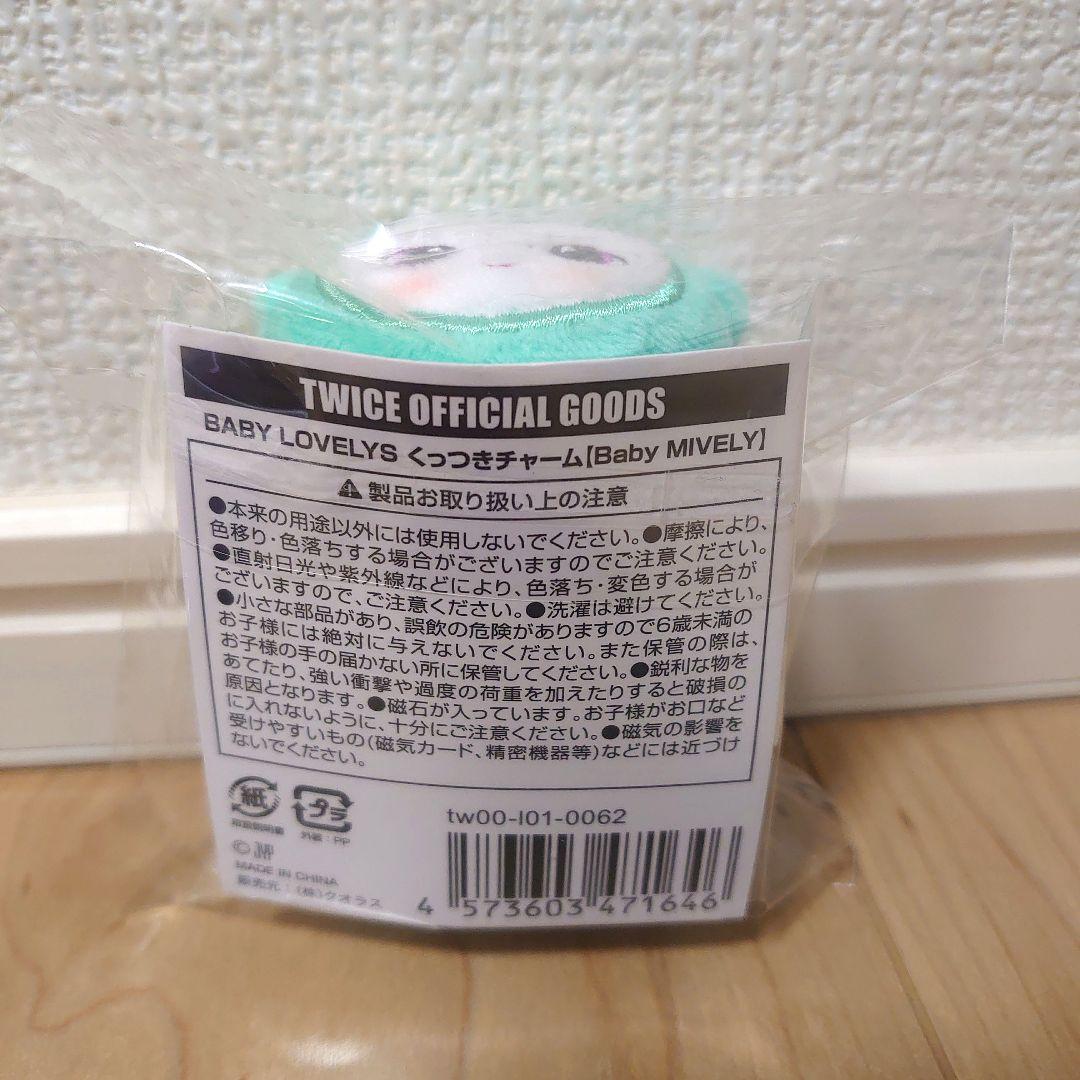 TWICE OFFICIAL GOODS
BABY LOVELYS くっつきチャーム【Baby MIVELY】
製品お取り扱い上の注意
●本来の用途以外には使用しないでください。●摩擦により、
色移り・色落ちする場合がございますのでご注意ください。
●直射日光や紫外線などにより、色落ち・変色する場合が
ございますので、ご注意ください。●洗濯は避けてください。
●小さな部品があり、誤飲の危険がありますので6歳未満の
お子様には絶対に与えないでください。また保管の際は、
お子様の手の届かない所に保管してください。●鋭利な物を
あてたり、強い衝撃や過度の荷重を加えたりすると破損の
原因となります。●磁石が入っています。お子様がお口など
に入れないように、十分にご注意ください。●磁気の影響を
受けやすいもの(磁気カード、精密機器等)などには近づけ
ないでください。
紙 プラ
取扱説明書 外装:PP
tw00-I01-0062
© JYP
MADE IN CHINA
販売元:(株)クオラス
4 573603 471646